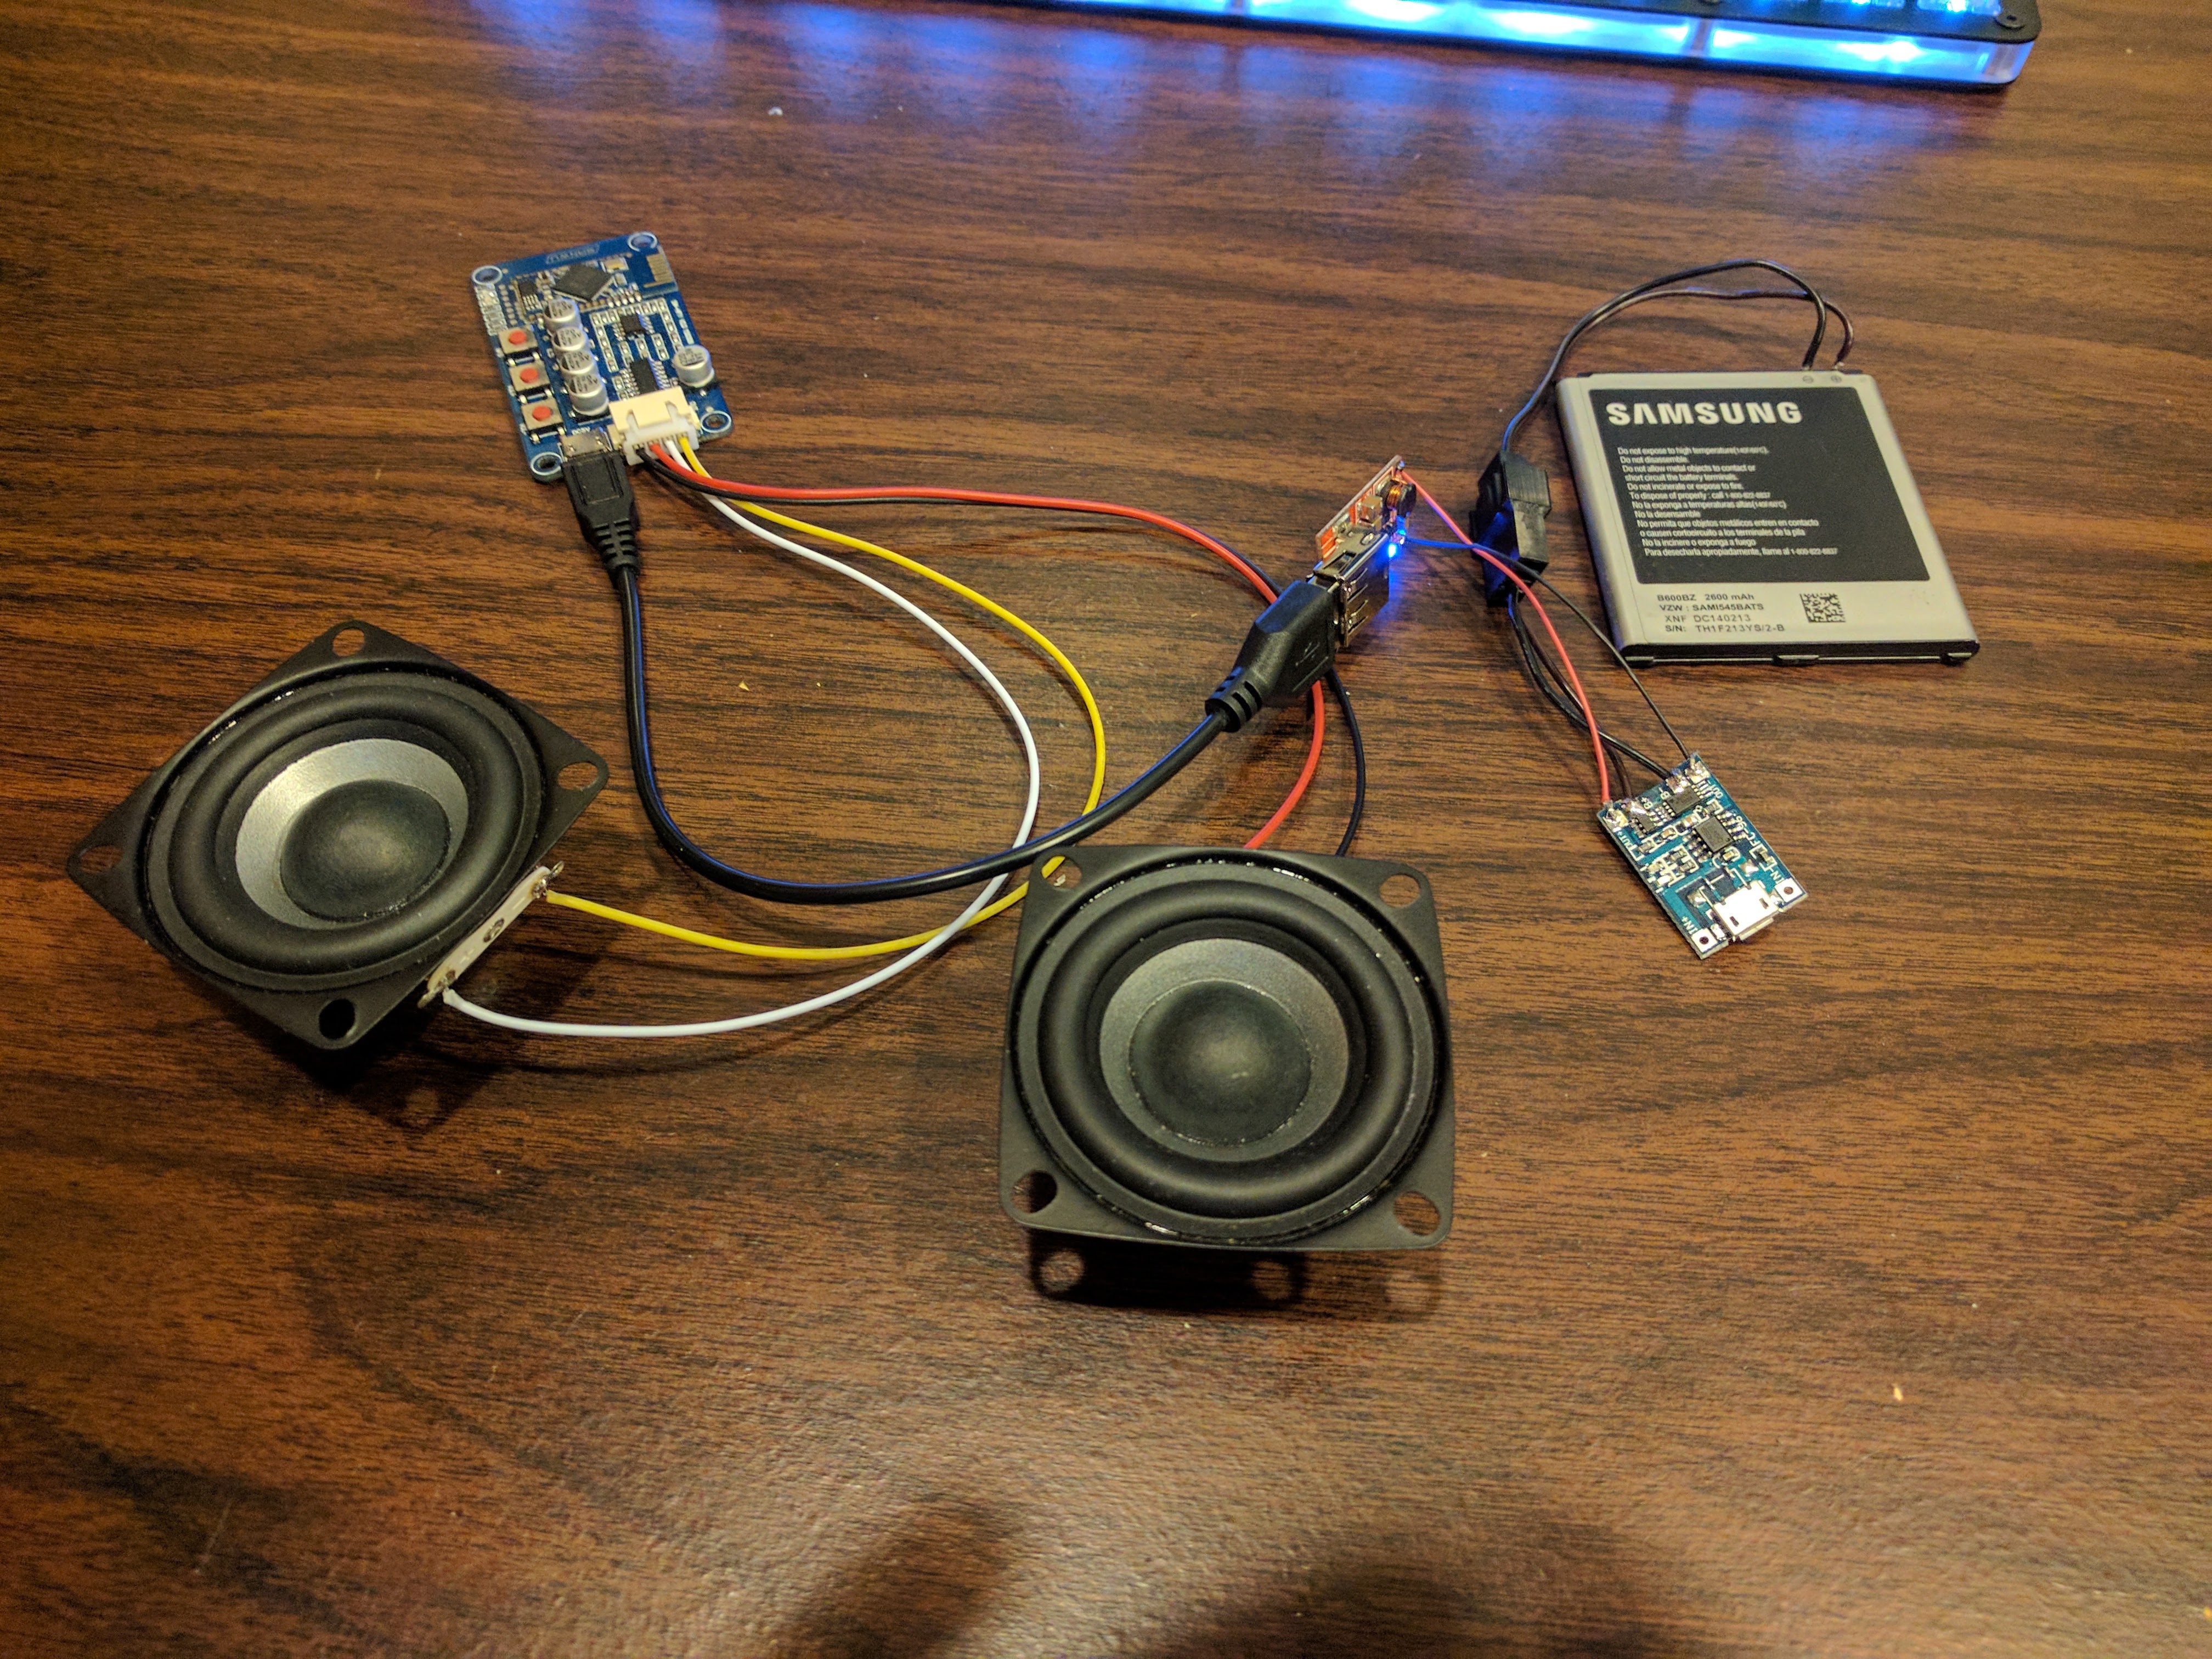 SAMSUNG
Do not expose to high temperature(140F/60°C).
Do not disassemble.
Do not allow metal objects to contact or
short circuit the battery terminals.
Do not incinerate or expose to fire.
To dispose of properly : call 1-800-822-8837
No la exponga a temperaturas altas(140F/60°C)
No la desensamble
No permita que objetos metálicos entren en contacto
o causen cortocircuito a los terminales de la pila
No la incinere o exponga a fuego
Para desecharla apropiadamente, llame al 1-800-822-8837
B600BZ 2600 mAh
VZW : SAMI545BATS
XNF DC140213
S/N: TH1F213YS/2-B
B+
B-
IN-
IN+